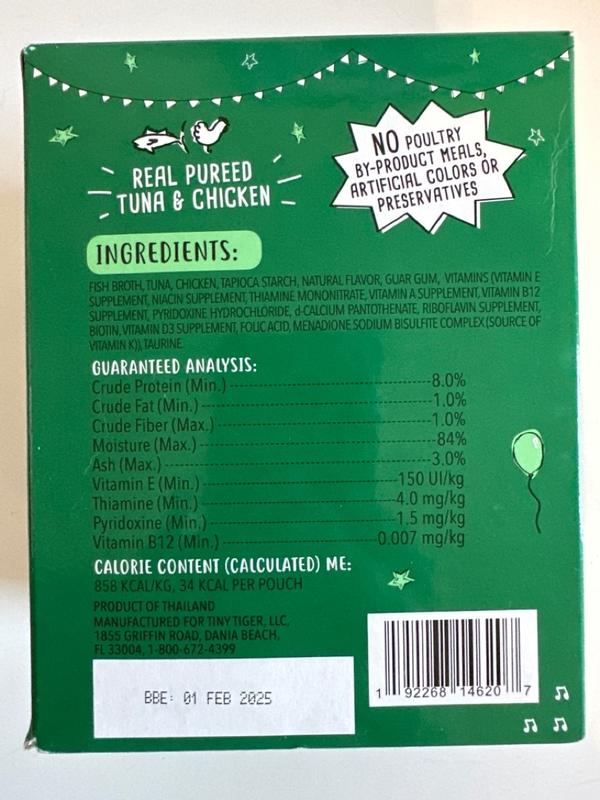 REAL PUREED
TUNA & CHICKEN
NO POULTRY
BY-PRODUCT MEALS,
ARTIFICIAL COLORS OR
PRESERVATIVES
INGREDIENTS:
FISH BROTH, TUNA, CHICKEN, TAPIOCA STARCH, NATURAL FLAVOR, GUAR GUM, VITAMINS (VITAMIN E
SUPPLEMENT, NIACIN SUPPLEMENT, THIAMINE MONONITRATE, VITAMIN A SUPPLEMENT, VITAMIN B12
SUPPLEMENT, PYRIDOXINE HYDROCHLORIDE, d-CALCIUM PANTOTHENATE, RIBOFLAVIN SUPPLEMENT,
BIOTIN, VITAMIN D3 SUPPLEMENT, FOLIC ACID, MENADIONE SODIUM BISULFITE COMPLEX (SOURCE OF
VITAMIN K)), TAURINE.
GUARANTEED ANALYSIS:
Crude Protein (Min.) 8.0%
Crude Fat (Min.) 1.0%
Crude Fiber (Max.) 1.0%
Moisture (Max.) 84%
Ash (Max.) 3.0%
Vitamin E (Min.) 150 UI/kg
Thiamine (Min.) 4.0 mg/kg
Pyridoxine (Min.) 1.5 mg/kg
Vitamin B12 (Min.) 0.007 mg/kg
CALORIE CONTENT (CALCULATED) ME:
858 KCAL/KG, 34 KCAL PER POUCH
PRODUCT OF THAILAND
MANUFACTURED FOR TINY TIGER, LLC.
1855 GRIFFIN ROAD, DANIA BEACH,
FL 33004, 1-800-672-4399
BBE: 01 FEB 2025
1 92268 14620 7